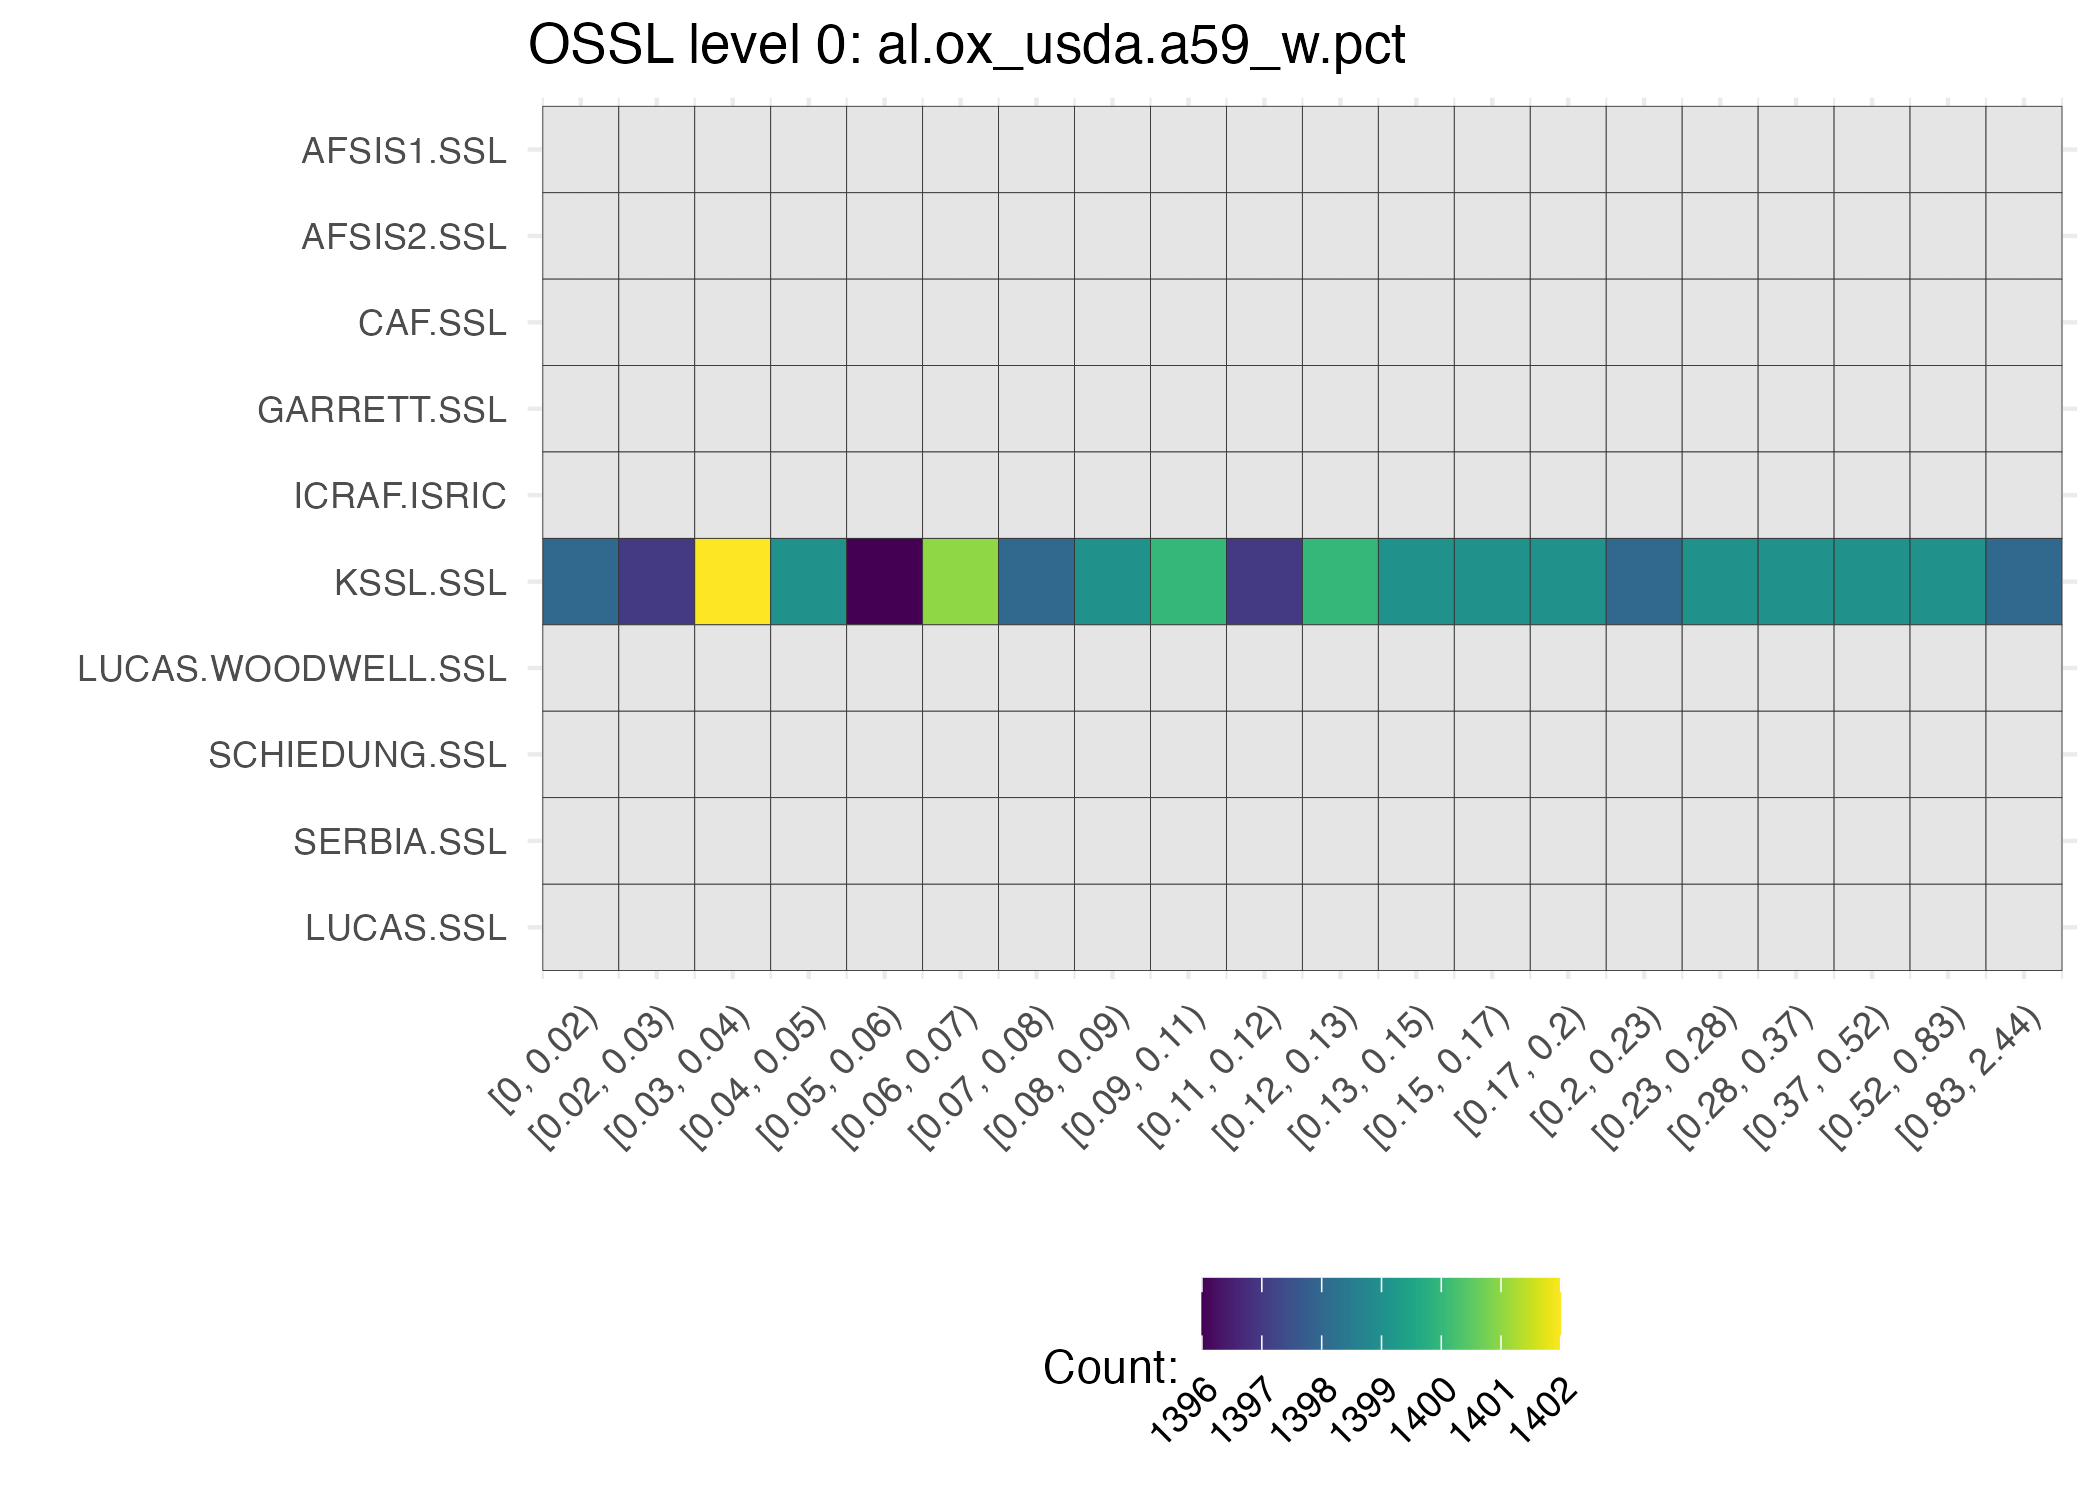 OSSL level 0: al.ox_usda.a59_w.pct
AFSIS1.SSL
AFSIS2.SSL
CAF.SSL
GARRETT.SSL
ICRAF.ISRIC
KSSL.SSL
LUCAS.WOODWELL.SSL
SCHIEDUNG.SSL
SERBIA.SSL
LUCAS.SSL
[0, 0.02)
[0.02, 0.03)
[0.03, 0.04)
[0.04, 0.05)
[0.05, 0.06)
[0.06, 0.07)
[0.07, 0.08)
[0.08, 0.09)
[0.09, 0.11)
[0.11, 0.12)
[0.12, 0.13)
[0.13, 0.15)
[0.15, 0.17)
[0.17, 0.2)
[0.2, 0.23)
[0.23, 0.28)
[0.28, 0.37)
[0.37, 0.52)
[0.52, 0.83)
[0.83, 2.44)
Count:
1396
1397
1398
1399
1400
1401
1402